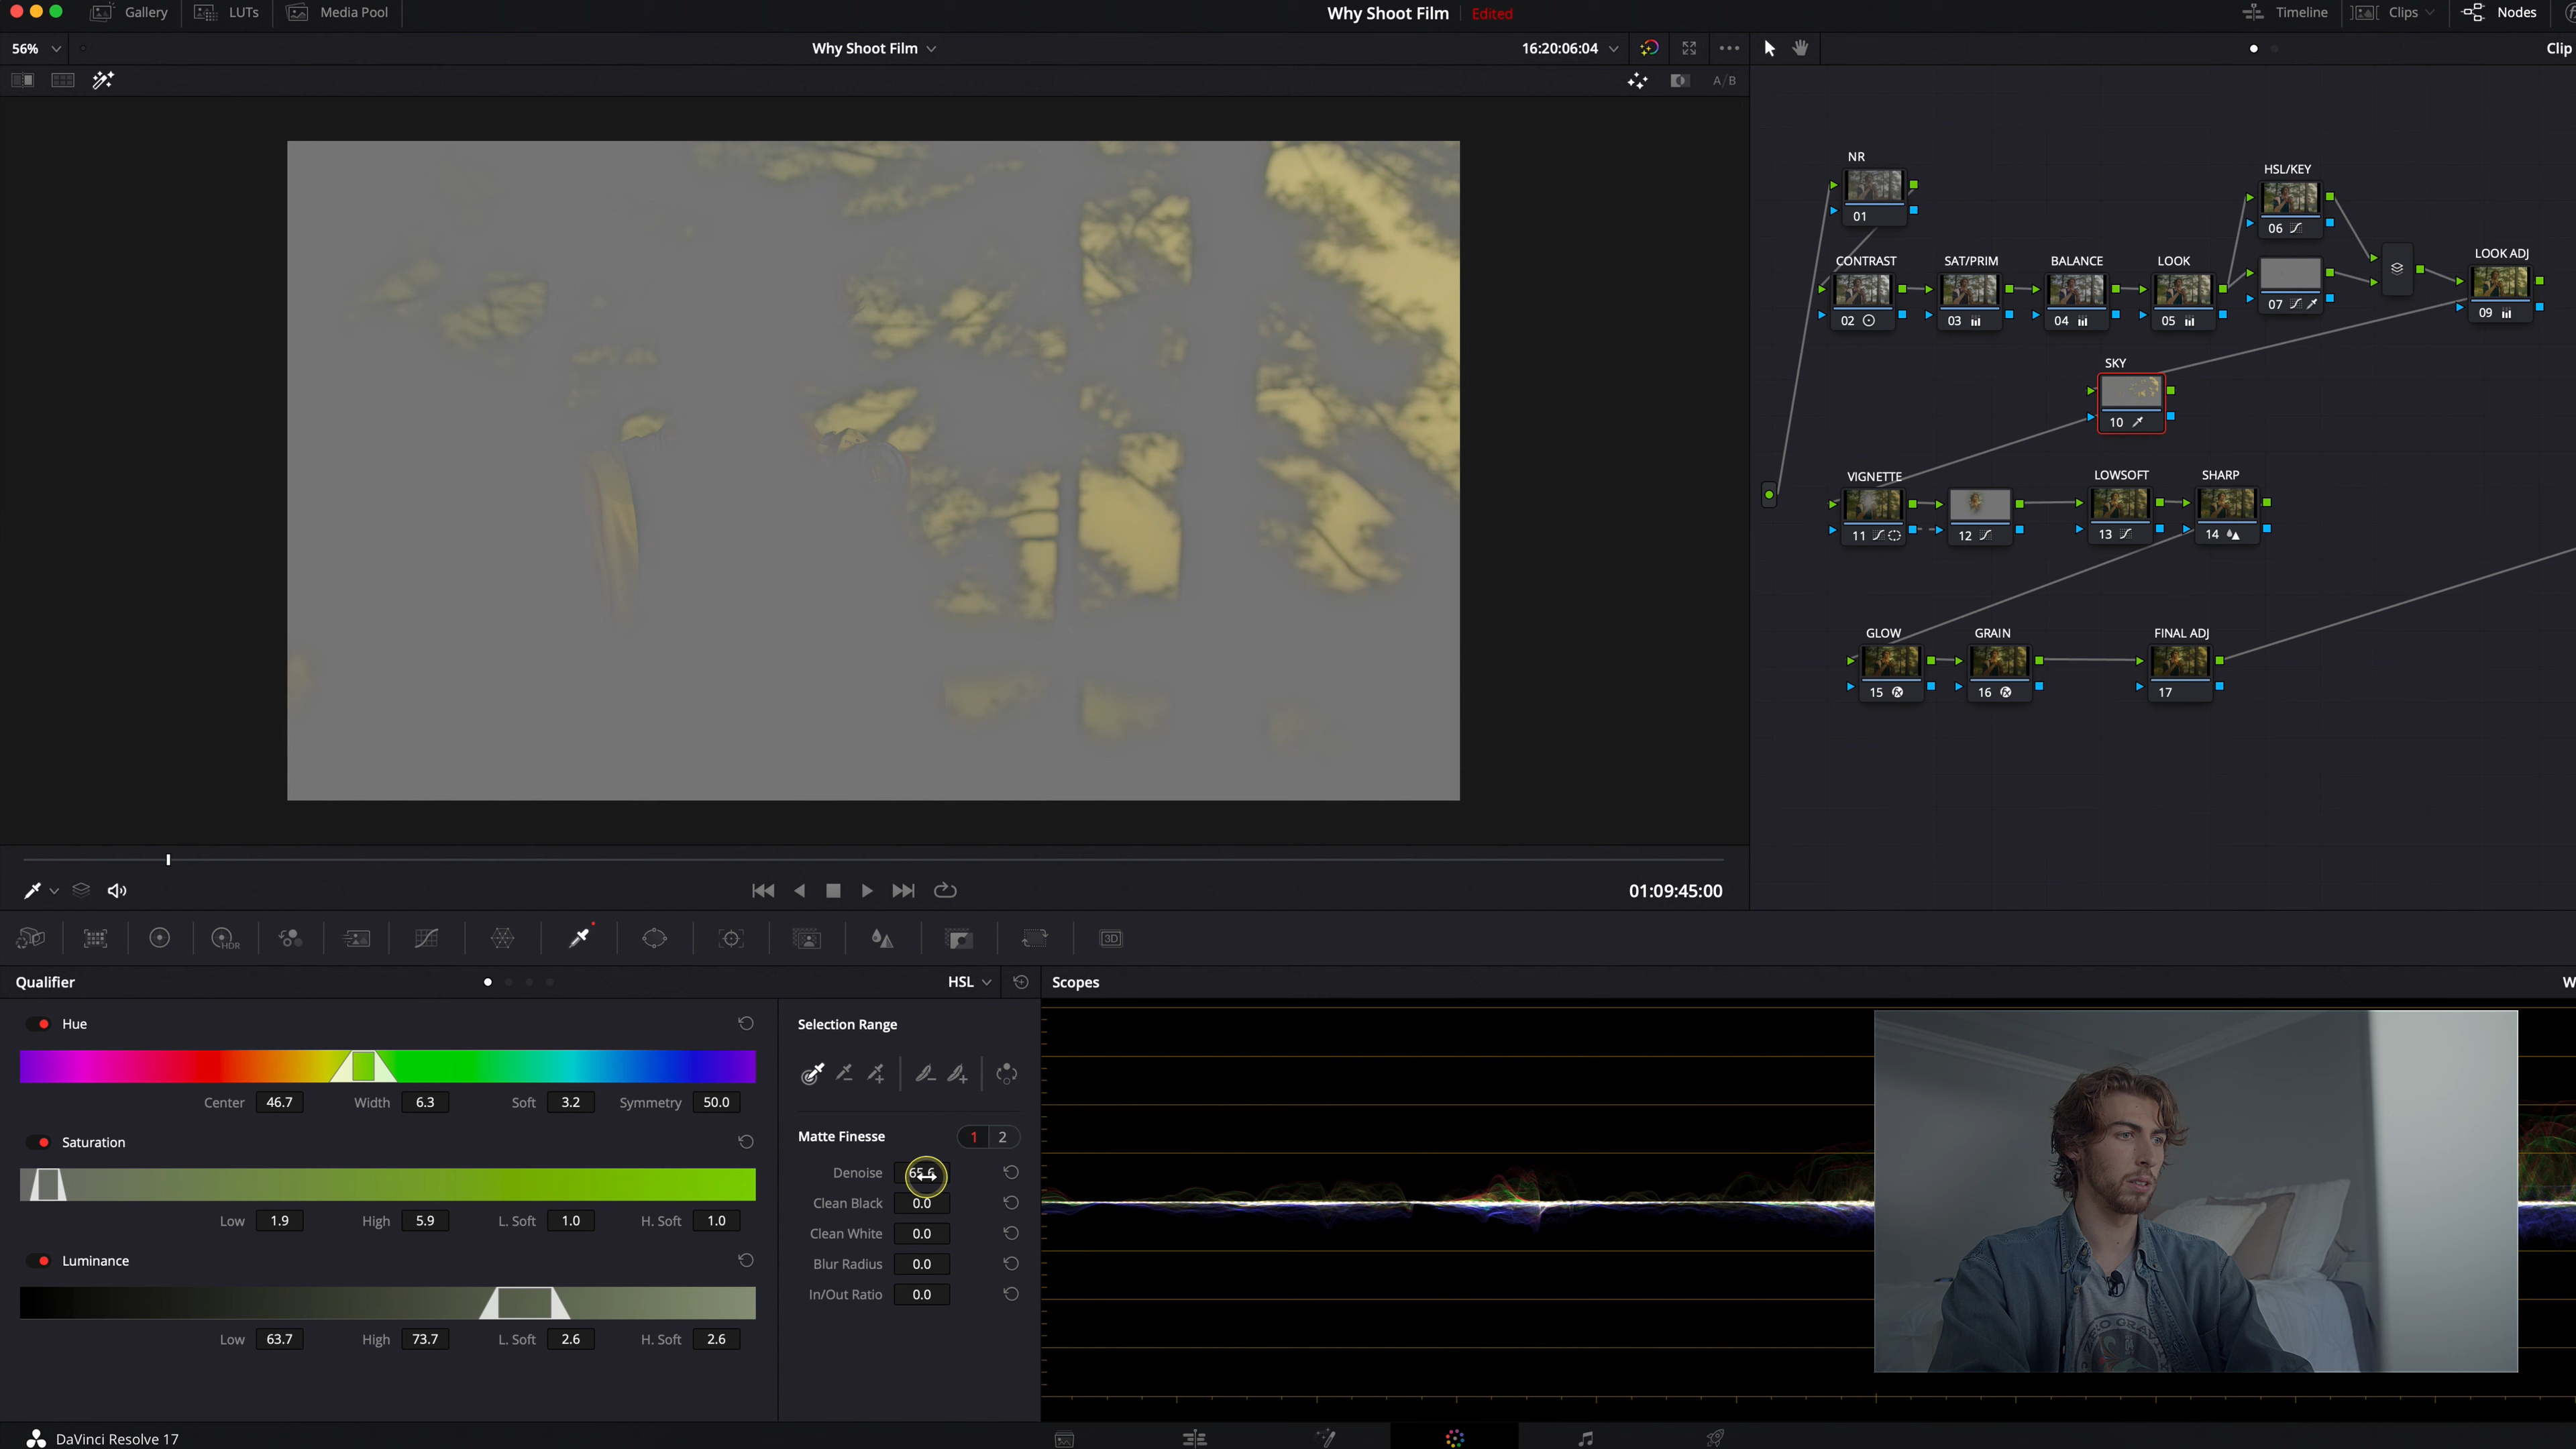 Gallery LUTs Media Pool Why Shoot Film Edited Timeline Clips Nodes
56% Why Shoot Film 16:20:06:04 Clip
A/B
NR
01
HSL/KEY
06
CONTRAST SAT/PRIM BALANCE LOOK LOOK ADJ
02 03 04 05 07 09
SKY
10
VIGNETTE LOWSOFT SHARP
11 12 13 14
GLOW GRAIN FINAL ADJ
15 16 17
01:09:45:00
HDR 3D
Qualifier HSL Scopes W
Hue
Center 46.7 Width 6.3 Soft 3.2 Symmetry 50.0
Saturation
Low 1.9 High 5.9 L. Soft 1.0 H. Soft 1.0
Luminance
Low 63.7 High 73.7 L. Soft 2.6 H. Soft 2.6
Selection Range
Matte Finesse 1 2
Denoise 65.6
Clean Black 0.0
Clean White 0.0
Blur Radius 0.0
In/Out Ratio 0.0
DaVinci Resolve 17